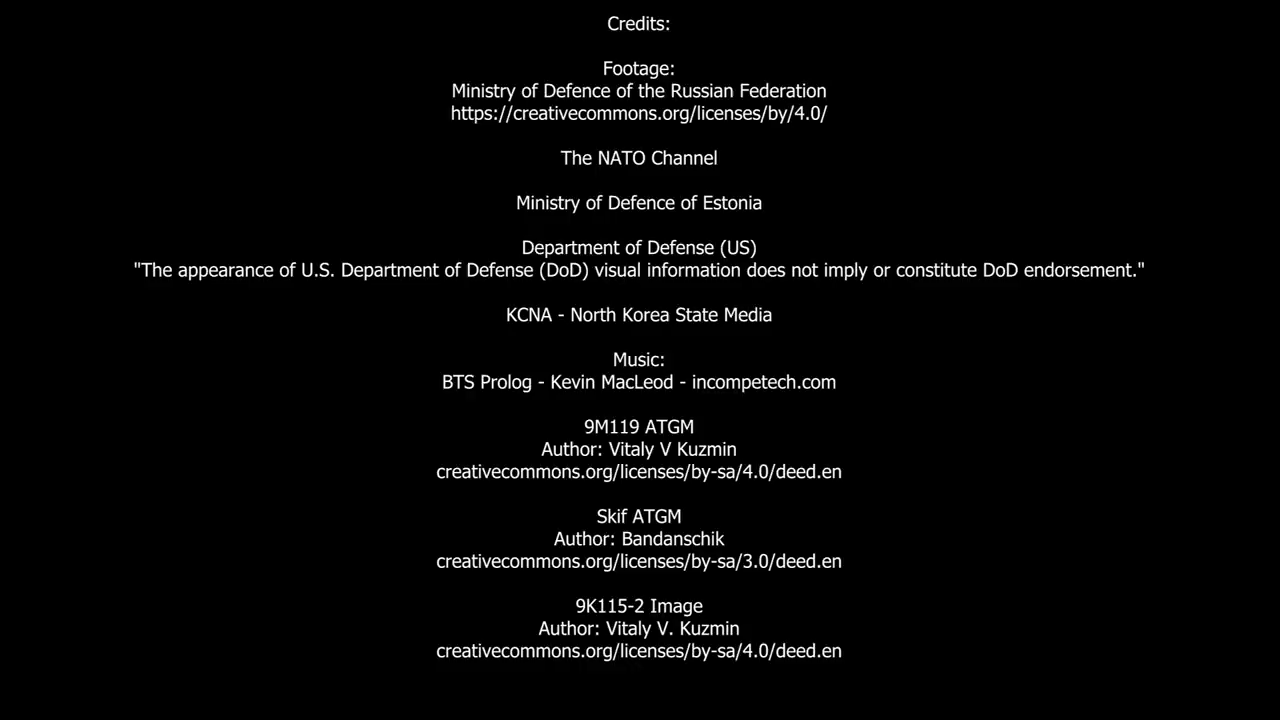 Credits:
Footage:
Ministry of Defence of the Russian Federation
https://creativecommons.org/licenses/by/4.0/
The NATO Channel
Ministry of Defence of Estonia
Department of Defense (US)
"The appearance of U.S. Department of Defense (DoD) visual information does not imply or constitute DoD endorsement."
KCNA - North Korea State Media
Music:
BTS Prolog - Kevin MacLeod - incompetech.com
9M119 ATGM
Author: Vitaly V Kuzmin
creativecommons.org/licenses/by-sa/4.0/deed.en
Skif ATGM
Author: Bandanschik
creativecommons.org/licenses/by-sa/3.0/deed.en
9K115-2 Image
Author: Vitaly V. Kuzmin
creativecommons.org/licenses/by-sa/4.0/deed.en